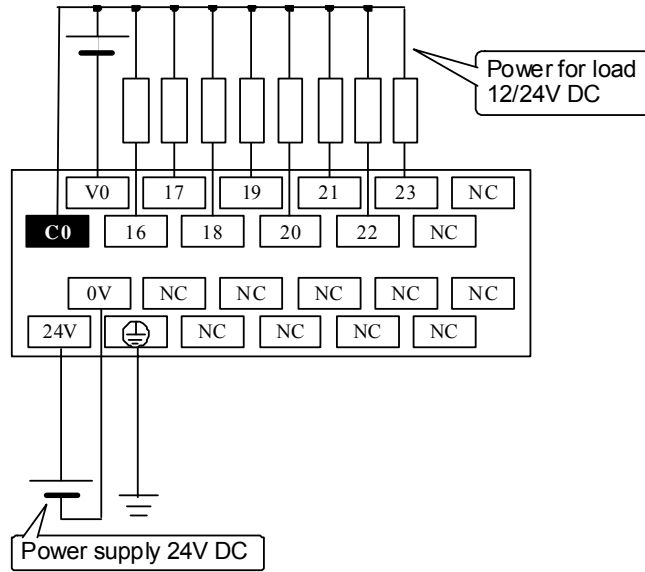 Power for load
12/24V DC
V0 17 19 21 23 NC
C0 16 18 20 22 NC
0V NC NC NC NC NC
24V NC NC NC NC
Power supply 24V DC